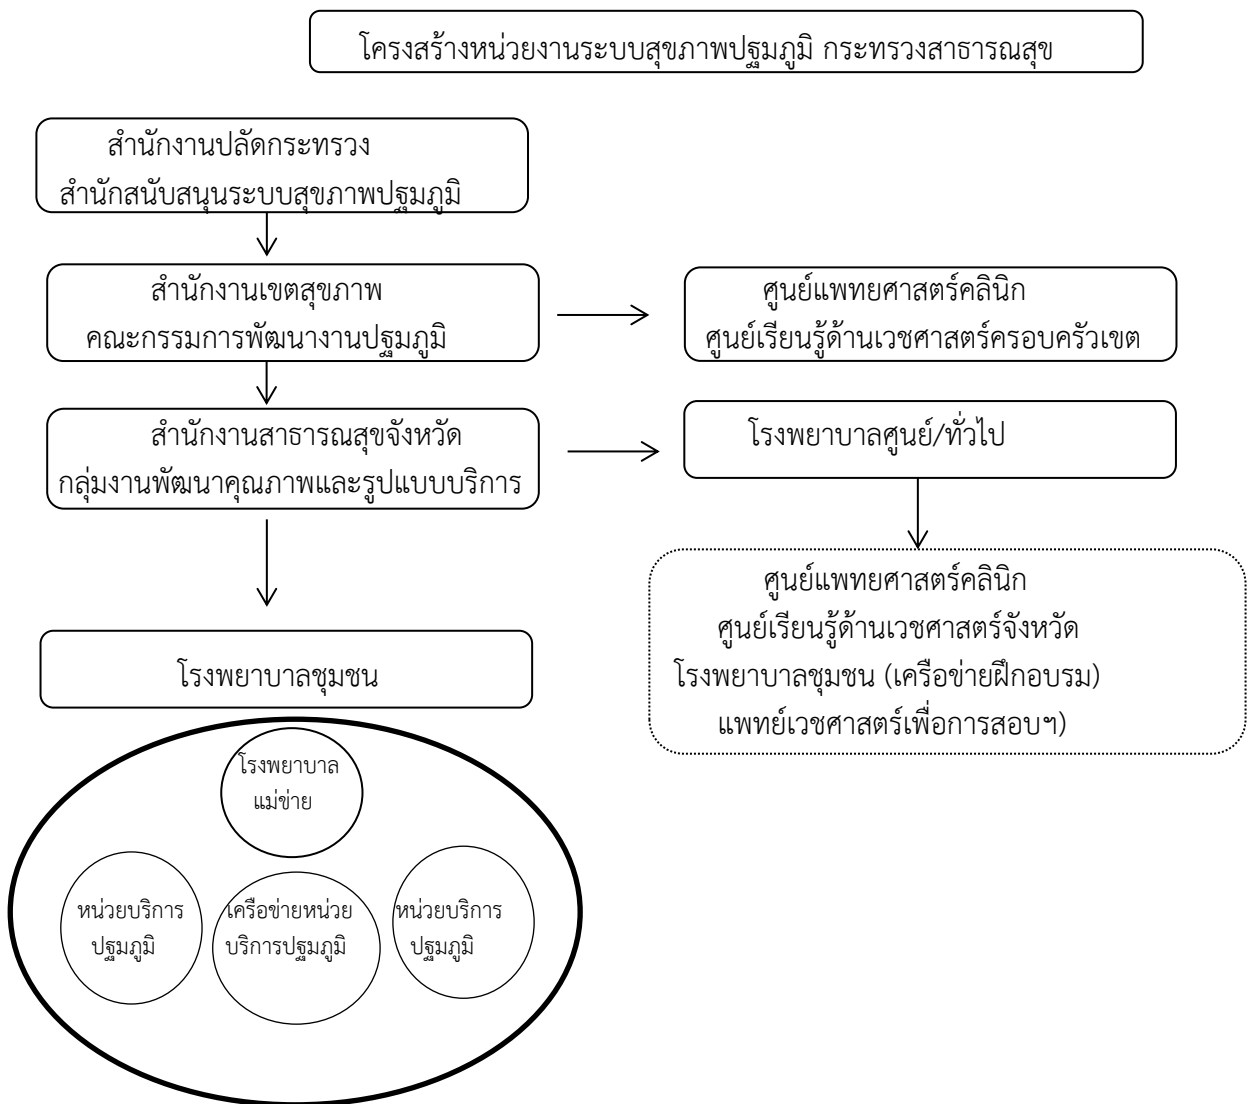 โครงสร้างหน่วยงานระบบสุขภาพปฐมภูมิ กระทรวงสาธารณสุข
สำนักงานปลัดกระทรวง
สำนักสนับสนุนระบบสุขภาพปฐมภูมิ
สำนักงานเขตสุขภาพ
คณะกรรมการพัฒนางานปฐมภูมิ
ศูนย์แพทยศาสตร์คลินิก
ศูนย์เรียนรู้ด้านเวชศาสตร์ครอบครัวเขต
สำนักงานสาธารณสุขจังหวัด
กลุ่มงานพัฒนาคุณภาพและรูปแบบบริการ
โรงพยาบาลศูนย์/ทั่วไป
ศูนย์แพทยศาสตร์คลินิก
ศูนย์เรียนรู้ด้านเวชศาสตร์จังหวัด
โรงพยาบาลชุมชน (เครือข่ายฝึกอบรม)
แพทย์เวชศาสตร์เพื่อการสอบฯ)
โรงพยาบาลชุมชน
โรงพยาบาล
แม่ข่าย
หน่วยบริการ
ปฐมภูมิ
เครือข่ายหน่วย
บริการปฐมภูมิ
หน่วยบริการ
ปฐมภูมิ